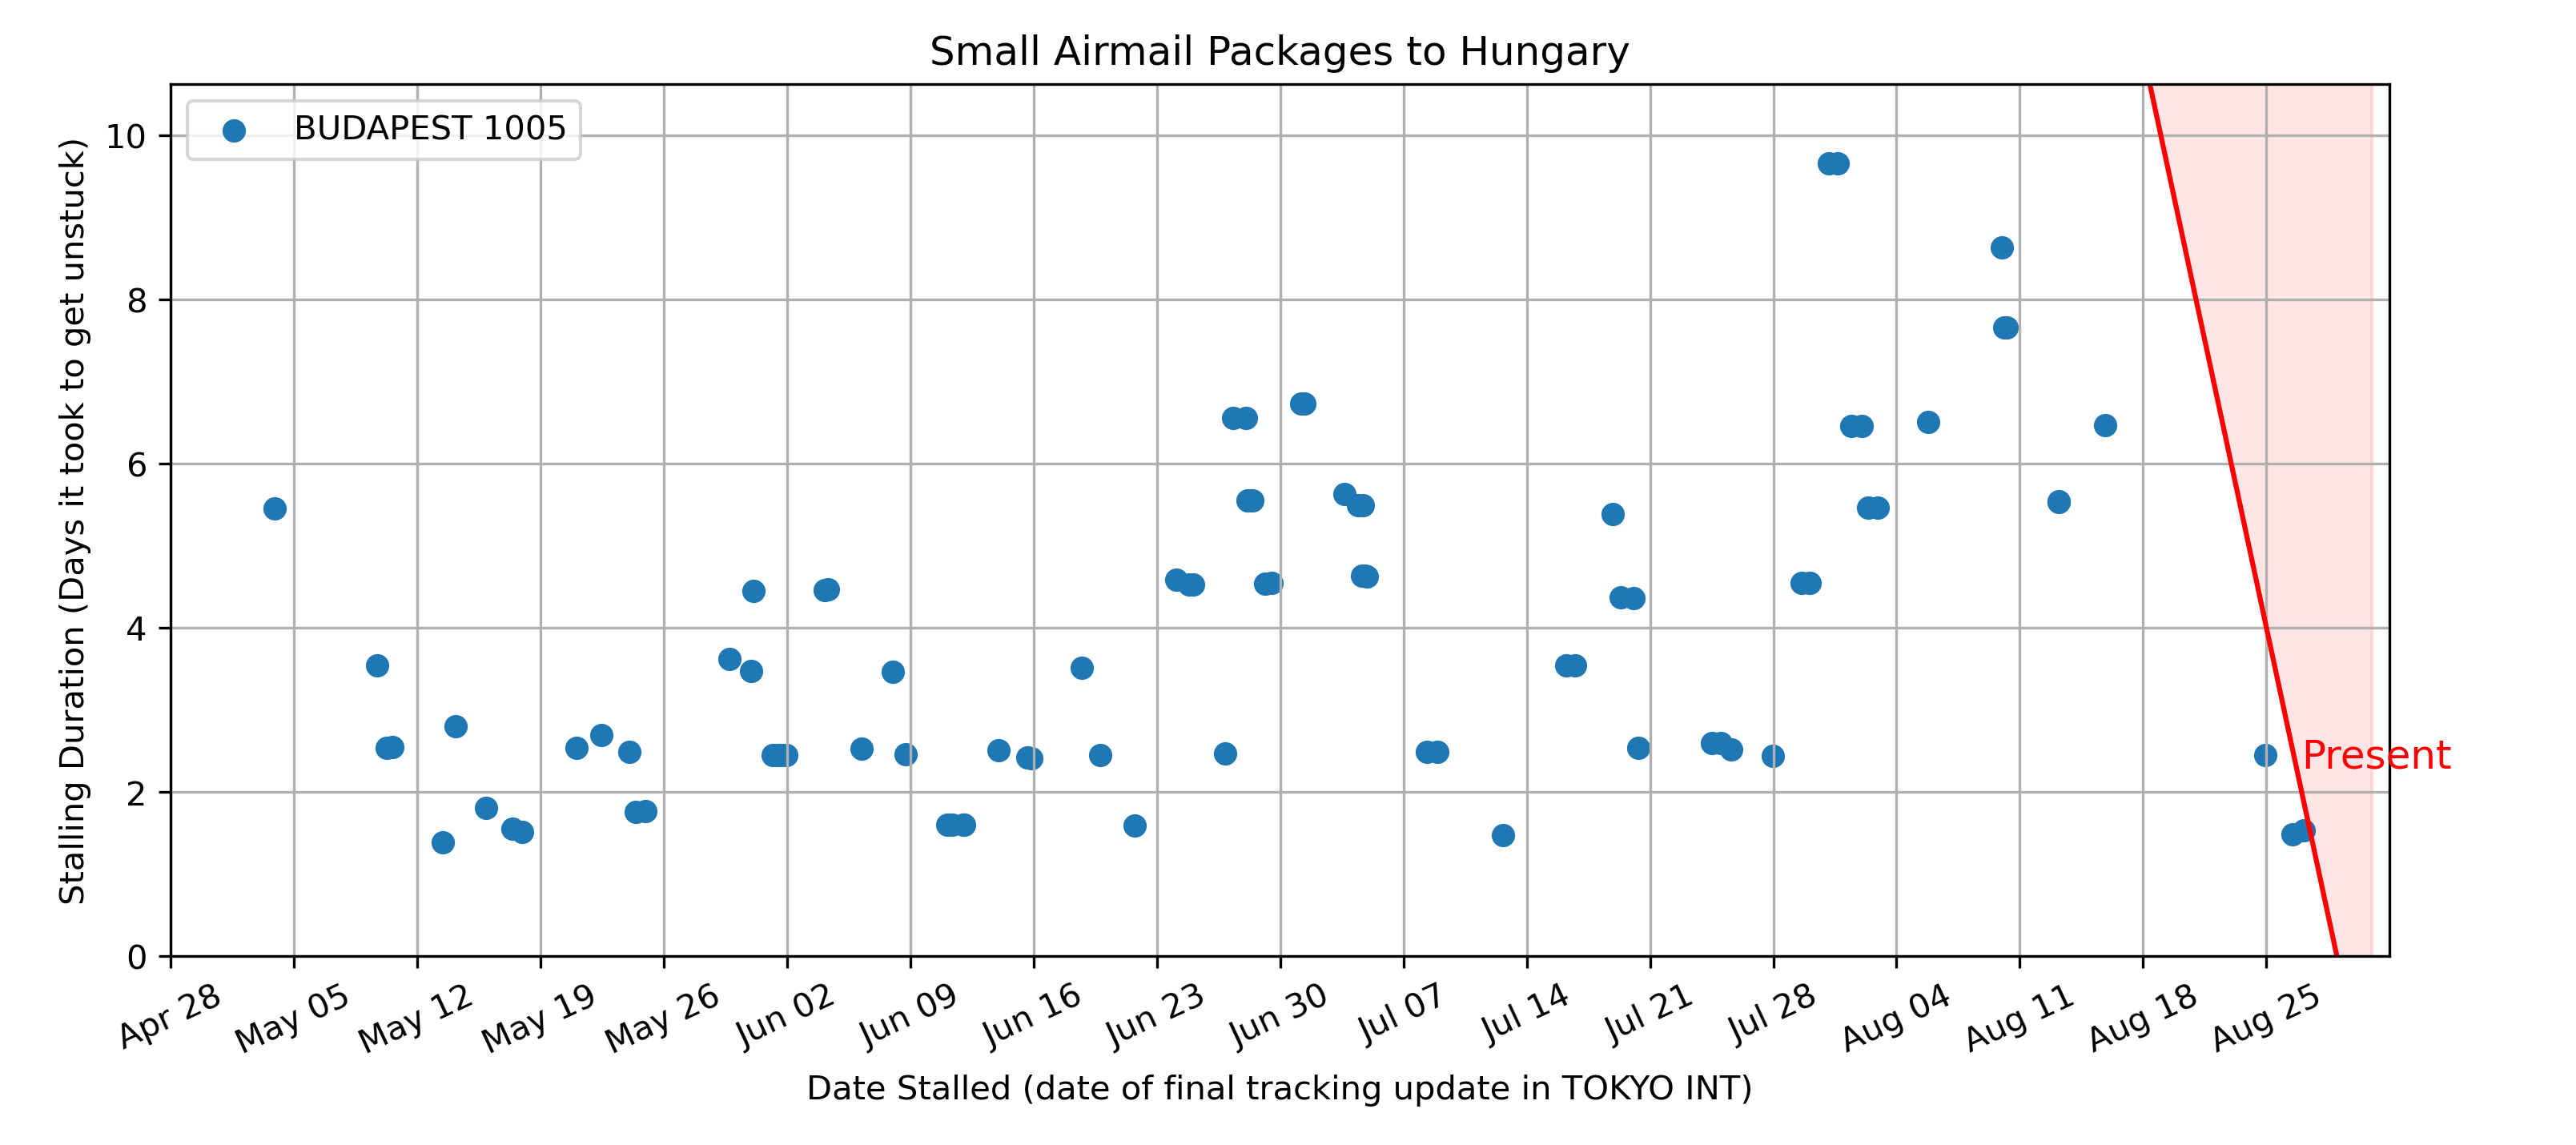 Small Airmail Packages to Hungary
BUDAPEST 1005
Stalling Duration (Days it took to get unstuck)
10
8
6
4
2
0
Present
Apr 28
May 05
May 12
May 19
May 26
Jun 02
Jun 09
Jun 16
Jun 23
Jun 30
Jul 07
Jul 14
Jul 21
Jul 28
Aug 04
Aug 11
Aug 18
Aug 25
Date Stalled (date of final tracking update in TOKYO INT)